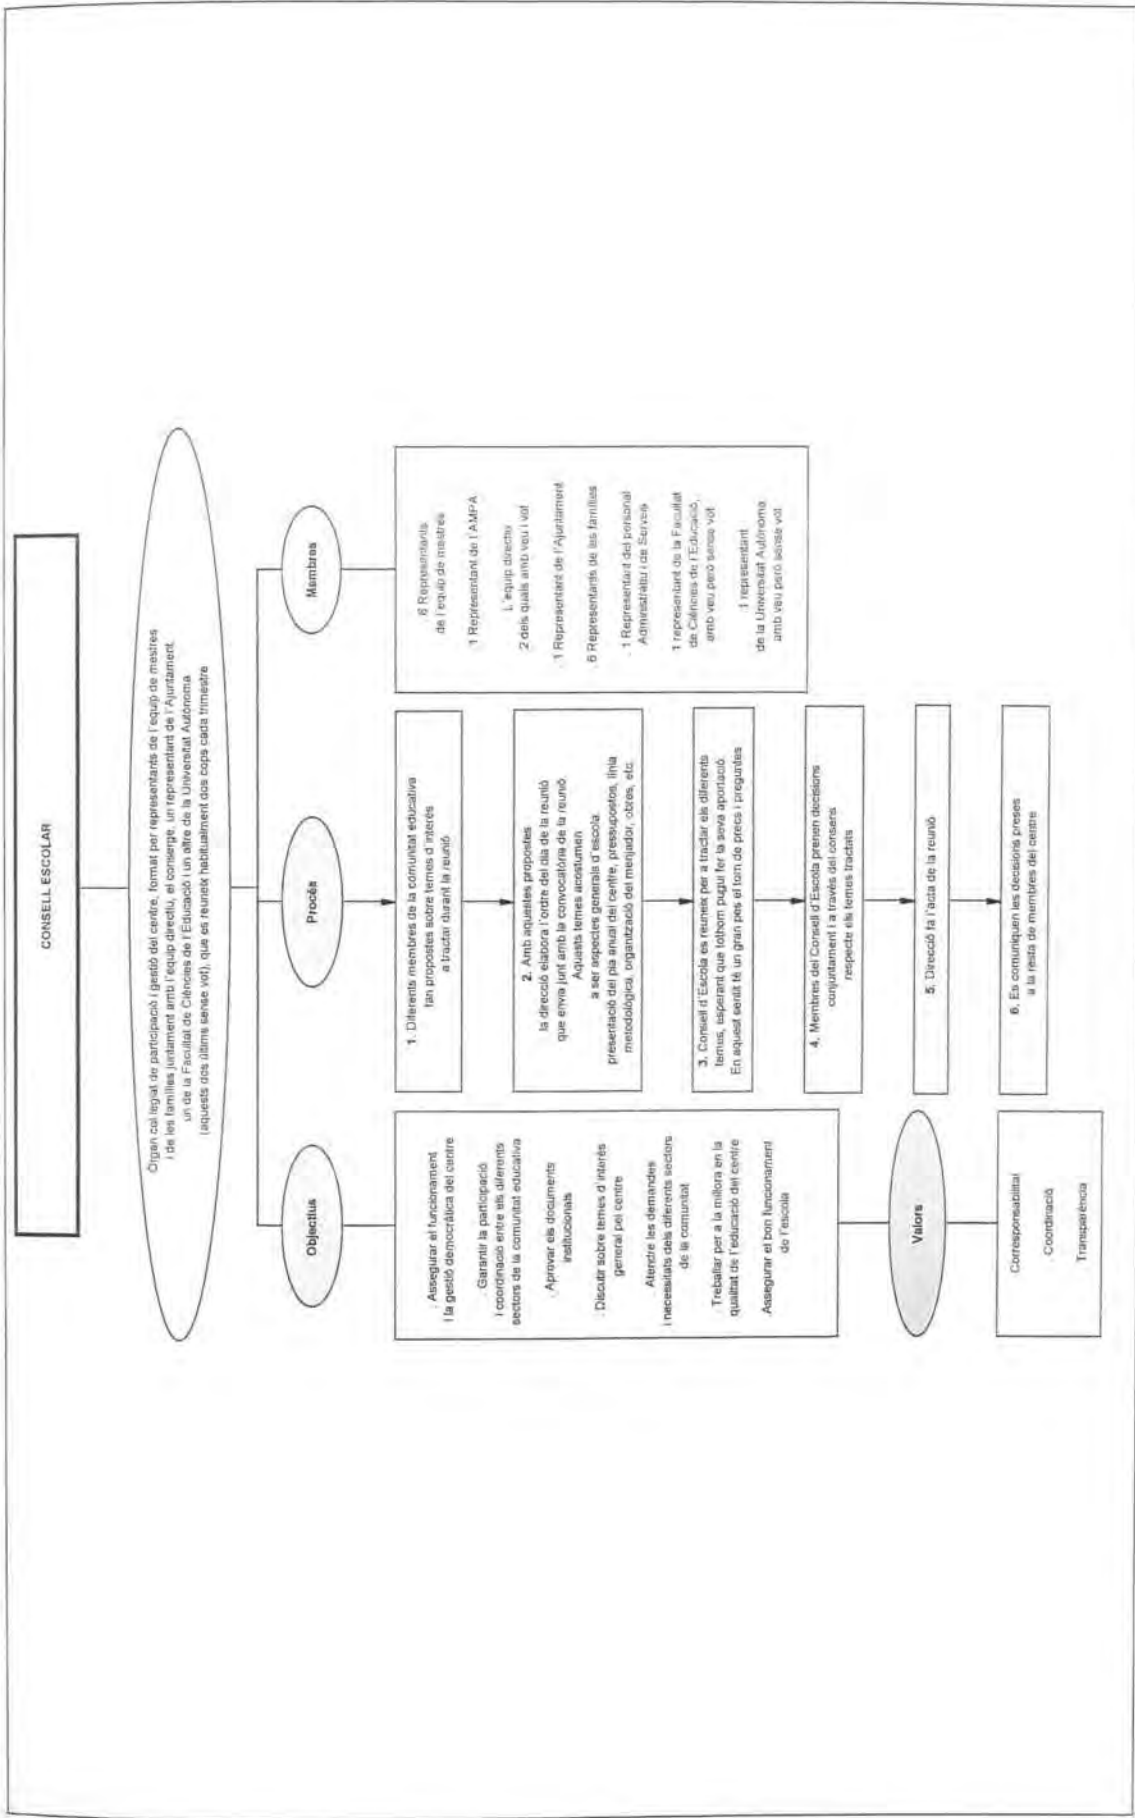 CONSELL ESCOLAR
Òrgan col·legiat de participació i gestió del centre, format per representants de l'equip de mestres
i de les famílies juntament amb l'equip directiu, el conserge, un representant de l'Ajuntament,
un de la Facultat de Ciències de l'Educació i un altre de la Universitat Autònoma
(aquests dos últims sense vot), que es reuneix habitualment dos cops cada trimestre
Objectius
. Assegurar el funcionament
i la gestió democràtica del centre
. Garantir la participació
i coordinació entre els diferents
sectors de la comunitat educativa
. Aprovar els documents
institucionals
. Discutir sobre temes d'interès
general pel centre
. Atendre les demandes
i necessitats dels diferents sectors
de la comunitat
. Treballar per a la millora en la
qualitat de l'educació del centre
. Assegurar el bon funcionament
de l'escola
Valors
Corresponsabilitat
. Coordinació
Transparència
Procés
1. Diferents membres de la comunitat educativa
fan propostes sobre temes d'interès
a tractar durant la reunió
2. Amb aquestes propostes
la direcció elabora l'ordre del dia de la reunió
que envia junt amb la convocatòria de la reunió.
Aquests temes acostumen
a ser aspectes generals d'escola:
presentació del pla anual del centre, pressupostos, línia
metodològica, organització del menjador, obres, etc.
3. Consell d'Escola es reuneix per a tractar els diferents
temes, esperant que tothom pugui fer la seva aportació.
En aquest sentit té un gran pes el torn de precs i preguntes
4. Membres del Consell d'Escola prenen decisions
conjuntament i a través del consens
respecte els temes tractats
5. Direcció fa l'acta de la reunió
6. Es comuniquen les decisions preses
a la resta de membres del centre
Membres
. 6 Representants
de l'equip de mestres
. 1 Representant de l'AMPA
. L'equip directiu
2 dels quals amb veu i vot
. 1 Representant de l'Ajuntament
. 6 Representants de les famílies
. 1 Representant del personal
Administratiu i de Serveis
1 representant de la Facultat
de Ciències de l'Educació,
amb veu però sense vot
. 1 representant
de la Universitat Autònoma
amb veu però sense vot